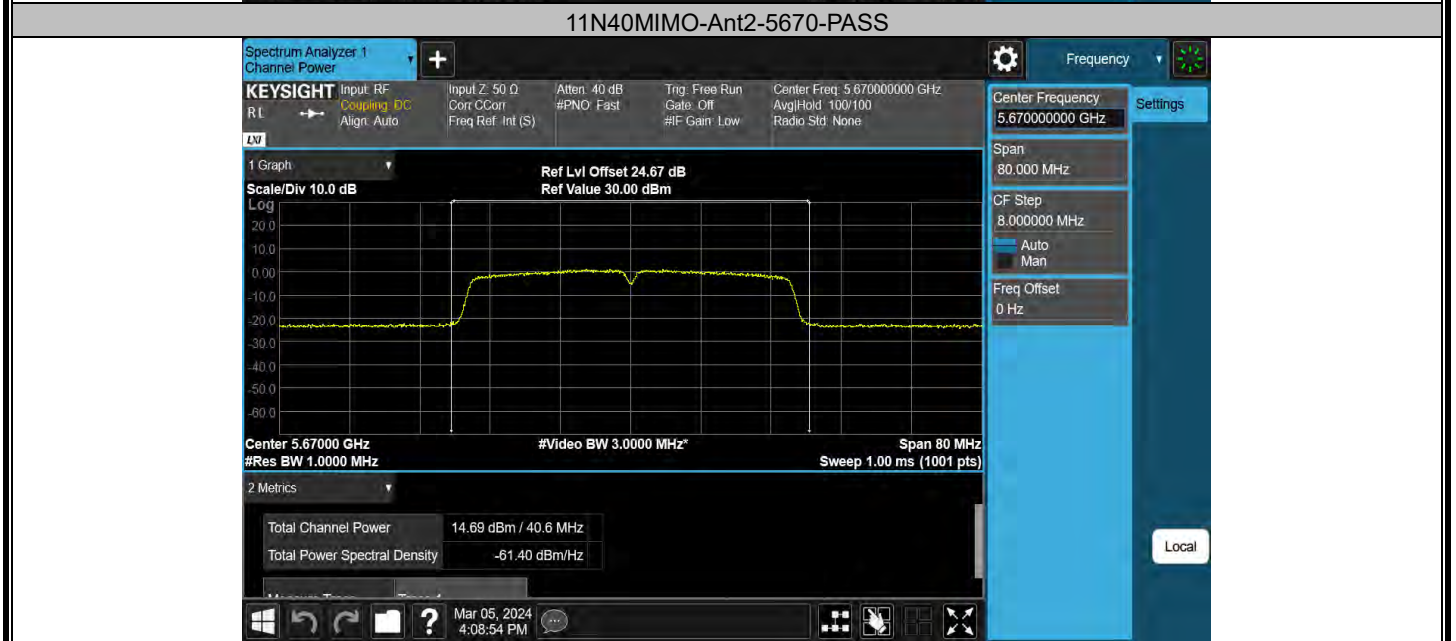 11N40MIMO-Ant2-5670-PASS
Spectrum Analyzer 1
Channel Power
+
Frequency
KEYSIGHT
RL
LXI
Input: RF
Coupling: DC
Align: Auto
Input Z: 50 Ω
Corr CCorr
Freq Ref: Int (S)
Atten: 40 dB
#PNO: Fast
Trig: Free Run
Gate: Off
#IF Gain: Low
Center Freq: 5.670000000 GHz
Avg|Hold: 100/100
Radio Std: None
Center Frequency
5.670000000 GHz
Settings
Span
80.000 MHz
CF Step
8.000000 MHz
Auto
Man
Freq Offset
0 Hz
1 Graph
Scale/Div 10.0 dB
Ref Lvl Offset 24.67 dB
Ref Value 30.00 dBm
Log
20.0
10.0
0.00
-10.0
-20.0
-30.0
-40.0
-50.0
-60.0
Center 5.67000 GHz
#Video BW 3.0000 MHz*
Span 80 MHz
#Res BW 1.0000 MHz
Sweep 1.00 ms (1001 pts)
2 Metrics
Total Channel Power 14.69 dBm / 40.6 MHz
Total Power Spectral Density -61.40 dBm/Hz
Local
?
Mar 05, 2024
4:08:54 PM